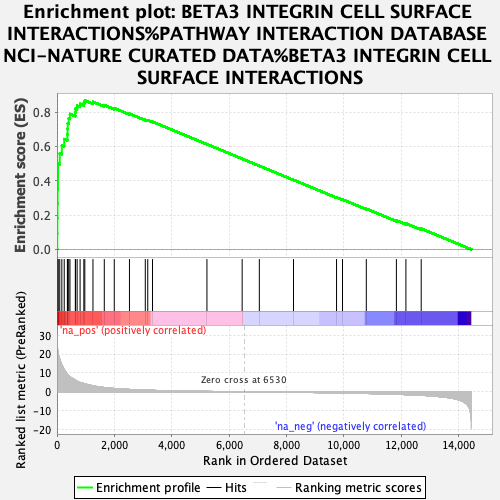 Enrichment plot: BETA3 INTEGRIN CELL SURFACE
INTERACTIONS%PATHWAY INTERACTION DATABASE
NCI-NATURE CURATED DATA%BETA3 INTEGRIN CELL
SURFACE INTERACTIONS
Enrichment score (ES)
0.8
0.6
0.4
0.2
0.0
'na_pos' (positively correlated)
Ranked list metric (PreRanked)
30
20
10
0
-10
-20
Zero cross at 6530
'na_neg' (negatively correlated)
0 2,000 4,000 6,000 8,000 10,000 12,000 14,000
Rank in Ordered Dataset
Enrichment profile Hits Ranking metric scores